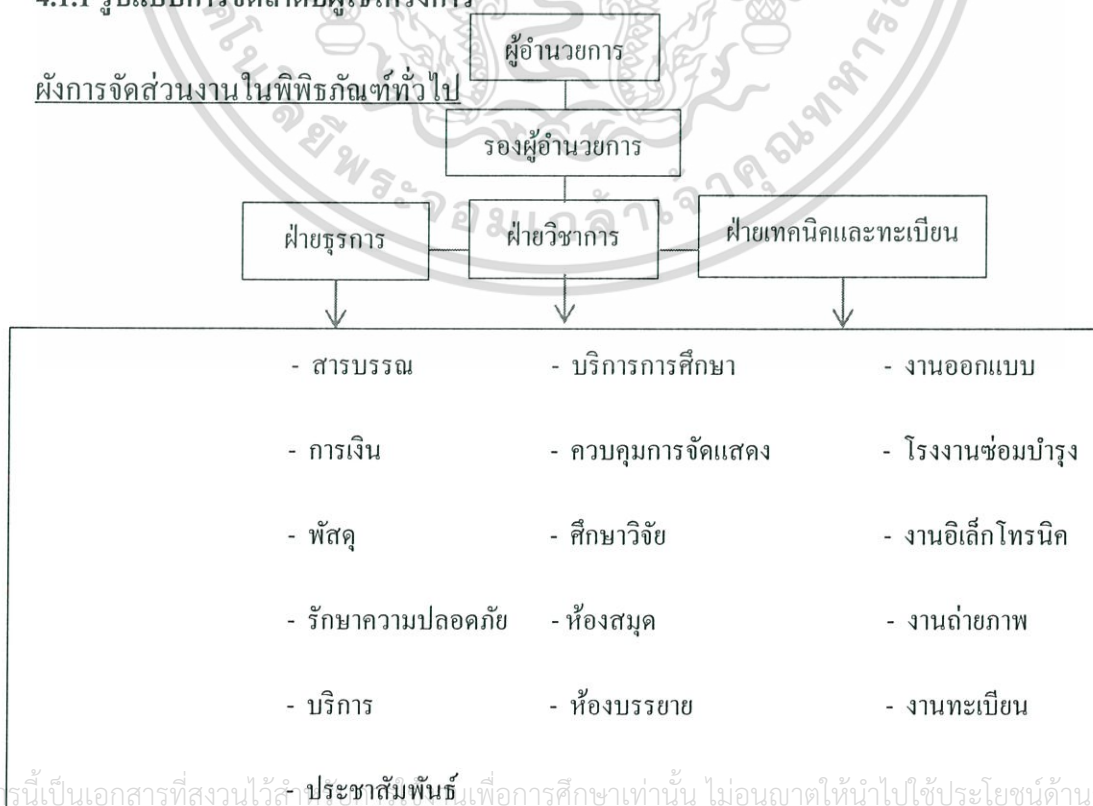 4.1.1 รูปแบบการจัดลำดับผู้ใช้โครงการ
ผู้อำนวยการ
ผังการจัดส่วนงานในพิพิธภัณฑ์ทั่วไป
รองผู้อำนวยการ
ฝ่ายธุรการ ฝ่ายวิชาการ ฝ่ายเทคนิคและทะเบียน
- สารบรรณ - บริการการศึกษา - งานออกแบบ
- การเงิน - ควบคุมการจัดแสดง - โรงงานซ่อมบำรุง
- พัสดุ - ศึกษาวิจัย - งานอิเล็กโทรนิค
- รักษาความปลอดภัย - ห้องสมุด - งานถ่ายภาพ
- บริการ - ห้องบรรยาย - งานทะเบียน
- ประชาสัมพันธ์
รนี้เป็นเอกสารที่สงวนไว้สำหรับการใช้งานเพื่อการศึกษาเท่านั้น ไม่อนุญาตให้นำไปใช้ประโยชน์ด้าน